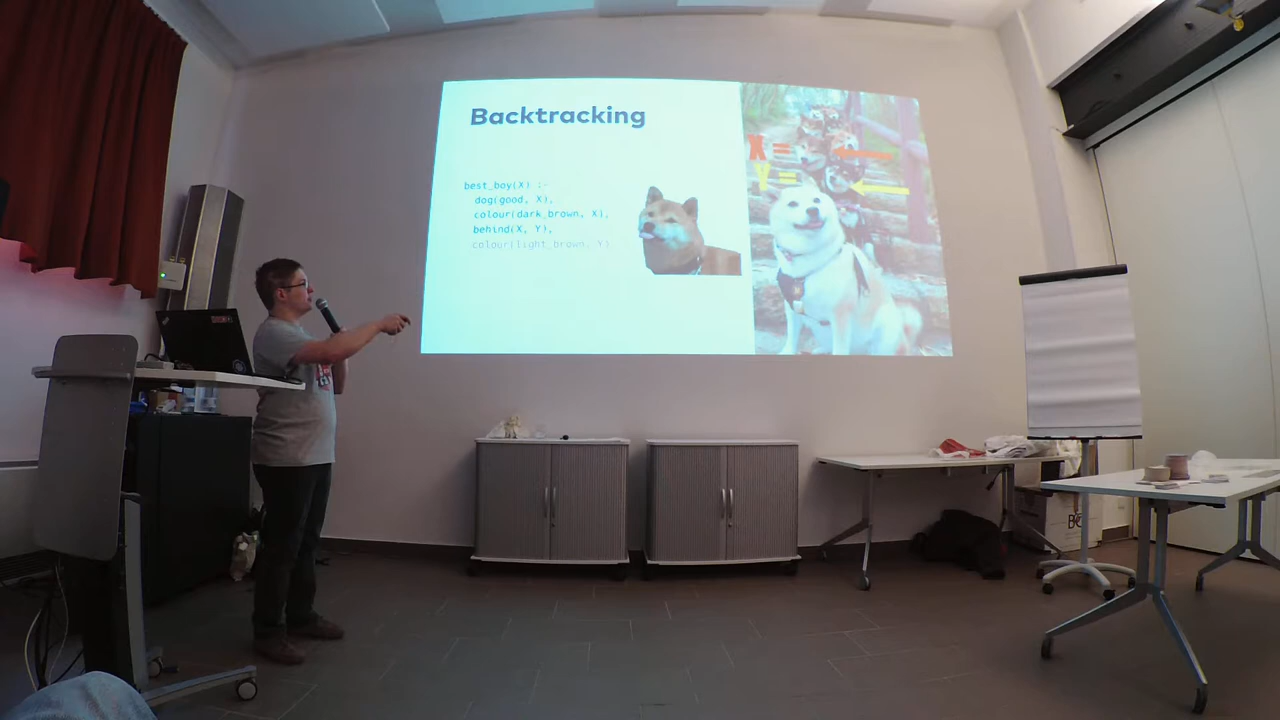 Backtracking
best_boy(X) :-
dog(good, X),
colour(dark_brown, X),
behind(X, Y),
colour(light_brown, Y)
X =
Y =